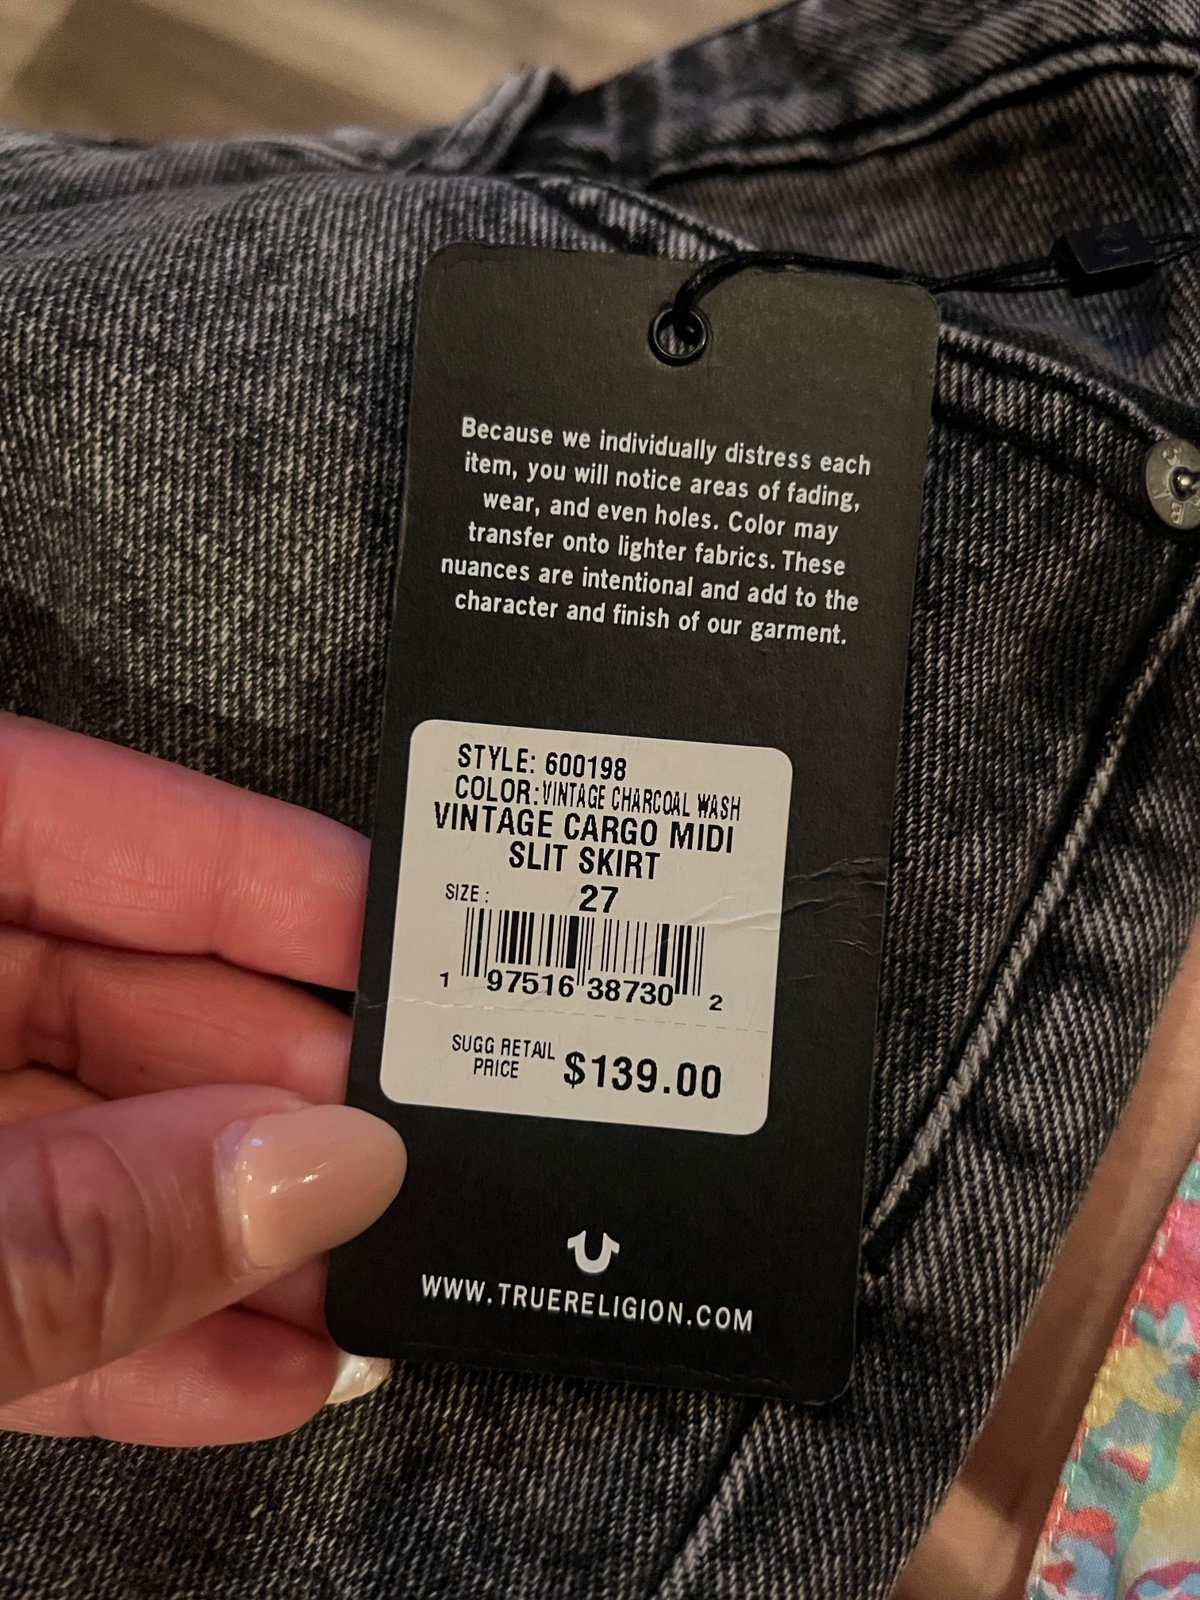 Because we individually distress each
item, you will notice areas of fading,
wear, and even holes. Color may
transfer onto lighter fabrics. These
nuances are intentional and add to the
character and finish of our garment.
STYLE: 600198
COLOR:VINTAGE CHARCOAL WASH
VINTAGE CARGO MIDI
SLIT SKIRT
SIZE: 27
1 97516 38730 2
SUGG RETAIL
PRICE $139.00
WWW.TRUERELIGION.COM